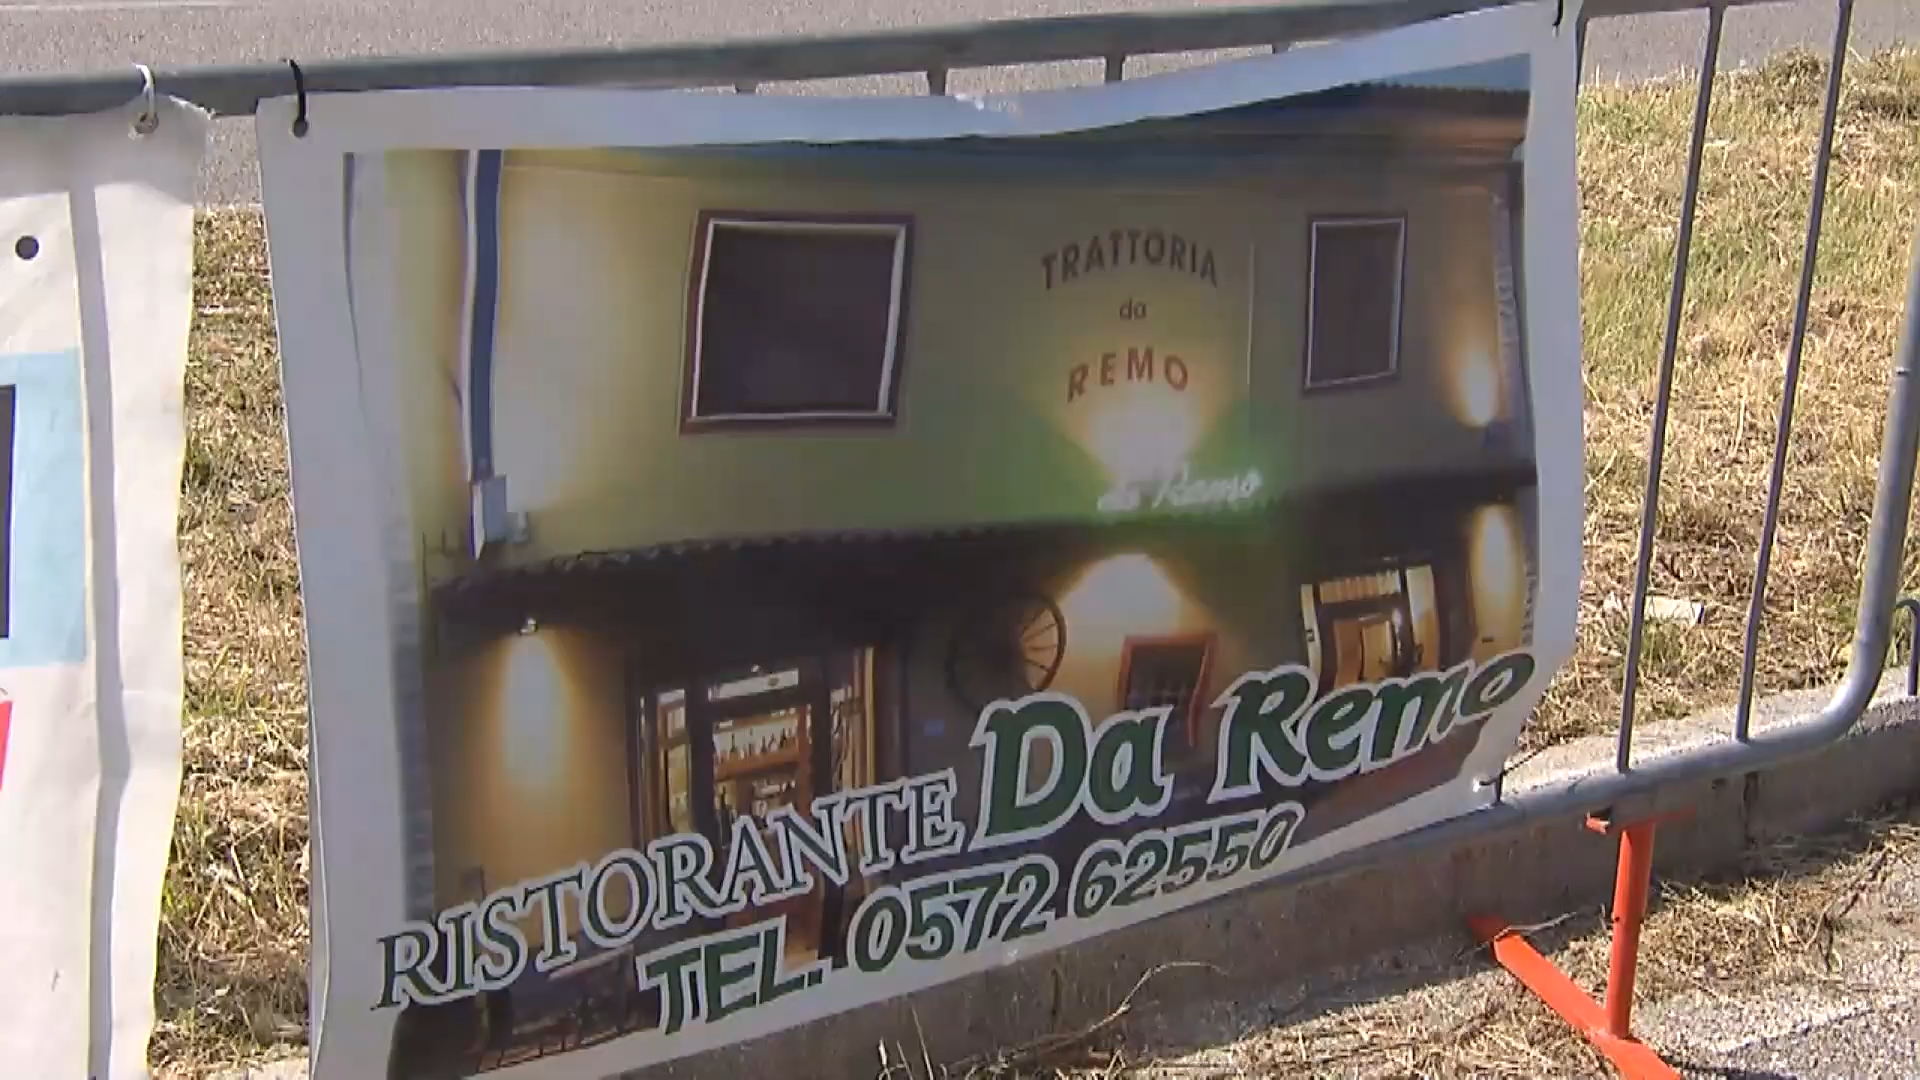 TRATTORIA
da
REMO
da Remo
RISTORANTE Da Remo
TEL. 0572 62550